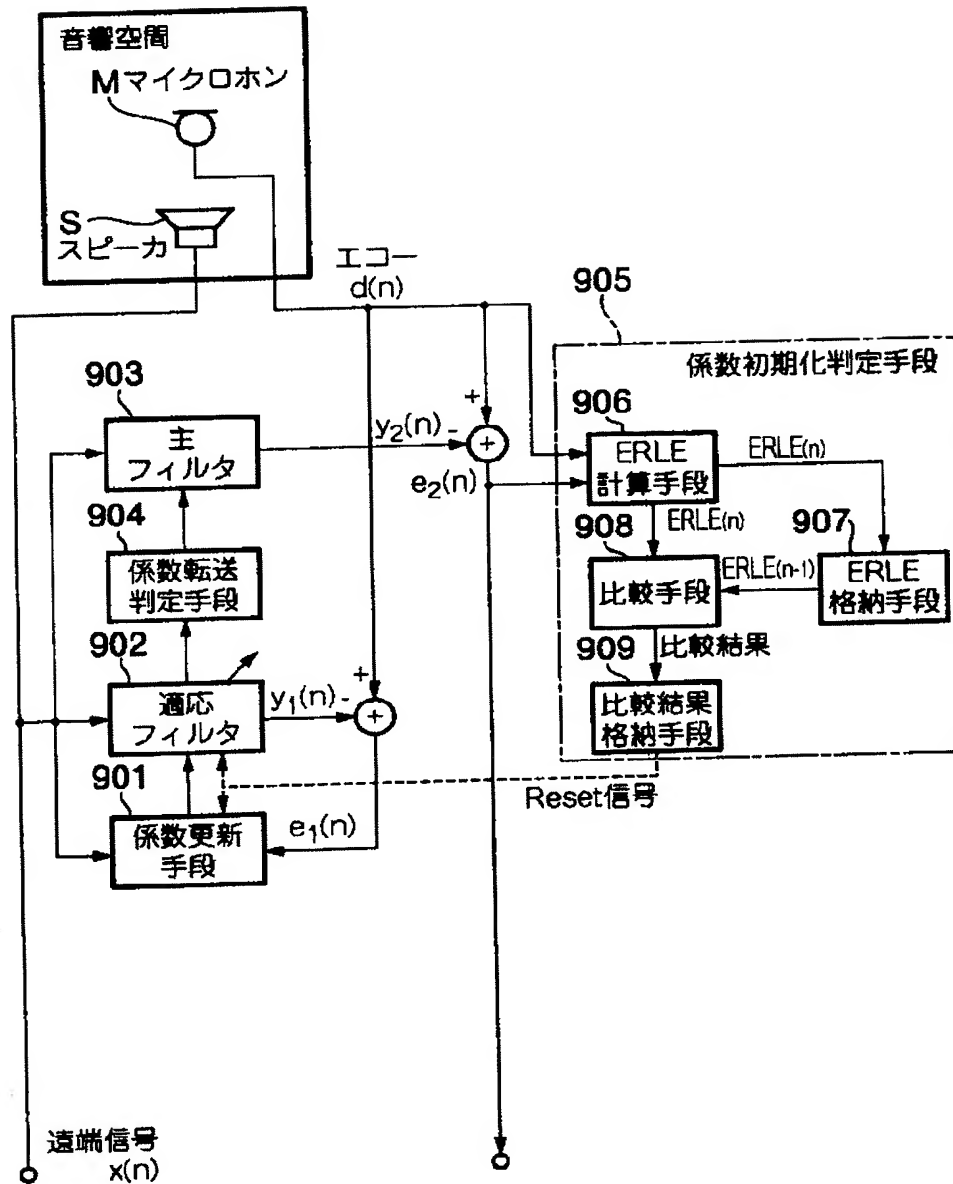 音響空間
Mマイクロホン
S
スピーカ
エコー
d(n)
905
係数初期化判定手段
903
主
フィルタ
y2(n)
-
+
+
e2(n)
906
ERLE
計算手段
ERLE(n)
ERLE(n)
904
係数転送
判定手段
908
比較手段
ERLE(n-1)
907
ERLE
格納手段
比較結果
902
適応
フィルタ
y1(n)
-
+
+
909
比較結果
格納手段
Reset信号
901
係数更新
手段
e1(n)
遠端信号
x(n)